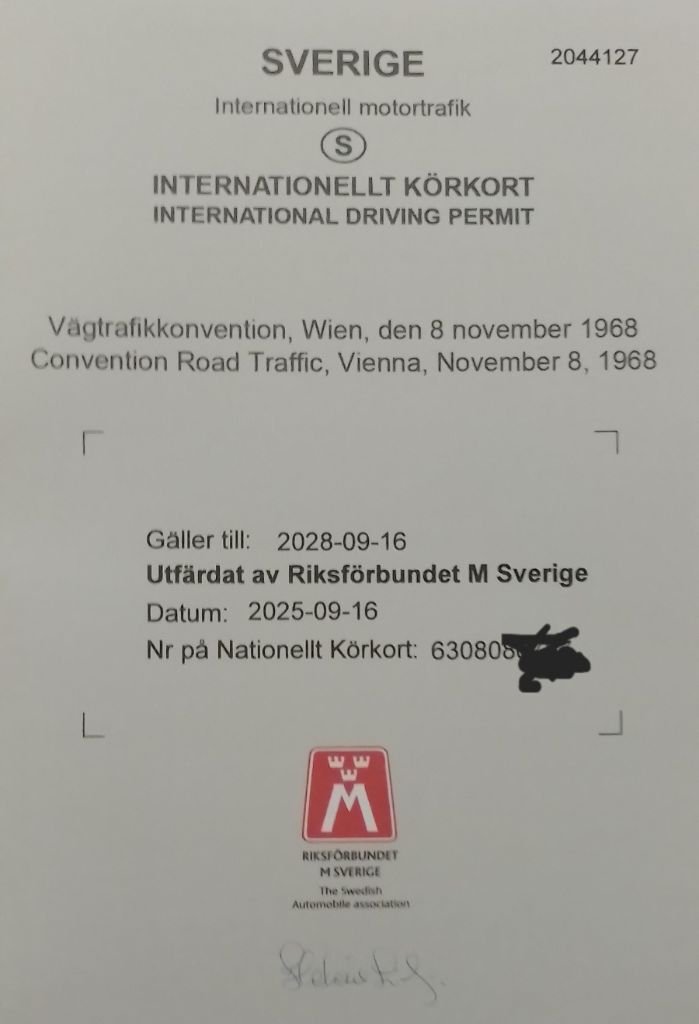 SVERIGE 2044127
Internationell motortrafik
S
INTERNATIONELLT KÖRKORT
INTERNATIONAL DRIVING PERMIT
Vägtrafikkonvention, Wien, den 8 november 1968
Convention Road Traffic, Vienna, November 8, 1968
Gäller till: 2028-09-16
Utfärdat av Riksförbundet M Sverige
Datum: 2025-09-16
Nr på Nationellt Körkort: 630808
M
RIKSFÖRBUNDET
M SVERIGE
The Swedish
Automobile association